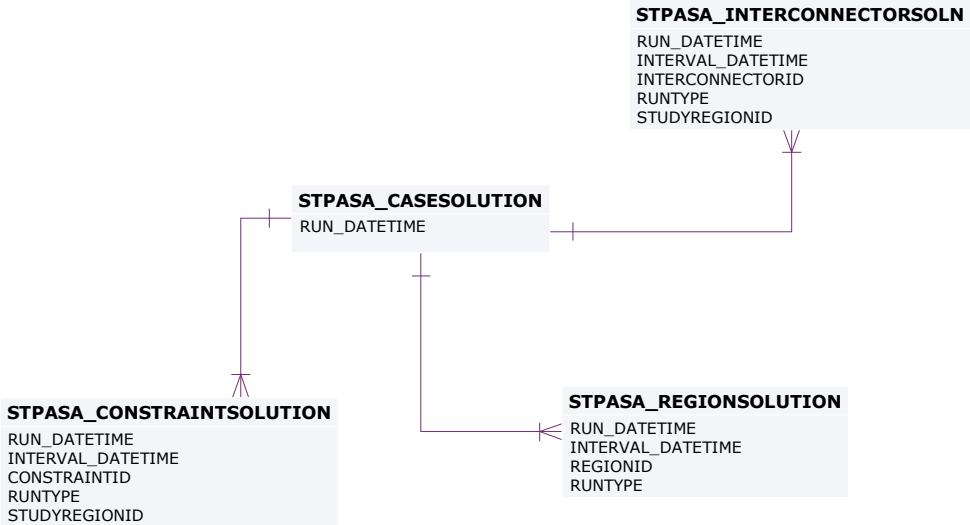 STPASA_INTERCONNECTORSOLN
RUN_DATETIME
INTERVAL_DATETIME
INTERCONNECTORID
RUNTYPE
STUDYREGIONID
STPASA_CASESOLUTION
RUN_DATETIME
STPASA_CONSTRAINTSOLUTION
RUN_DATETIME
INTERVAL_DATETIME
CONSTRAINTID
RUNTYPE
STUDYREGIONID
STPASA_REGIONSOLUTION
RUN_DATETIME
INTERVAL_DATETIME
REGIONID
RUNTYPE